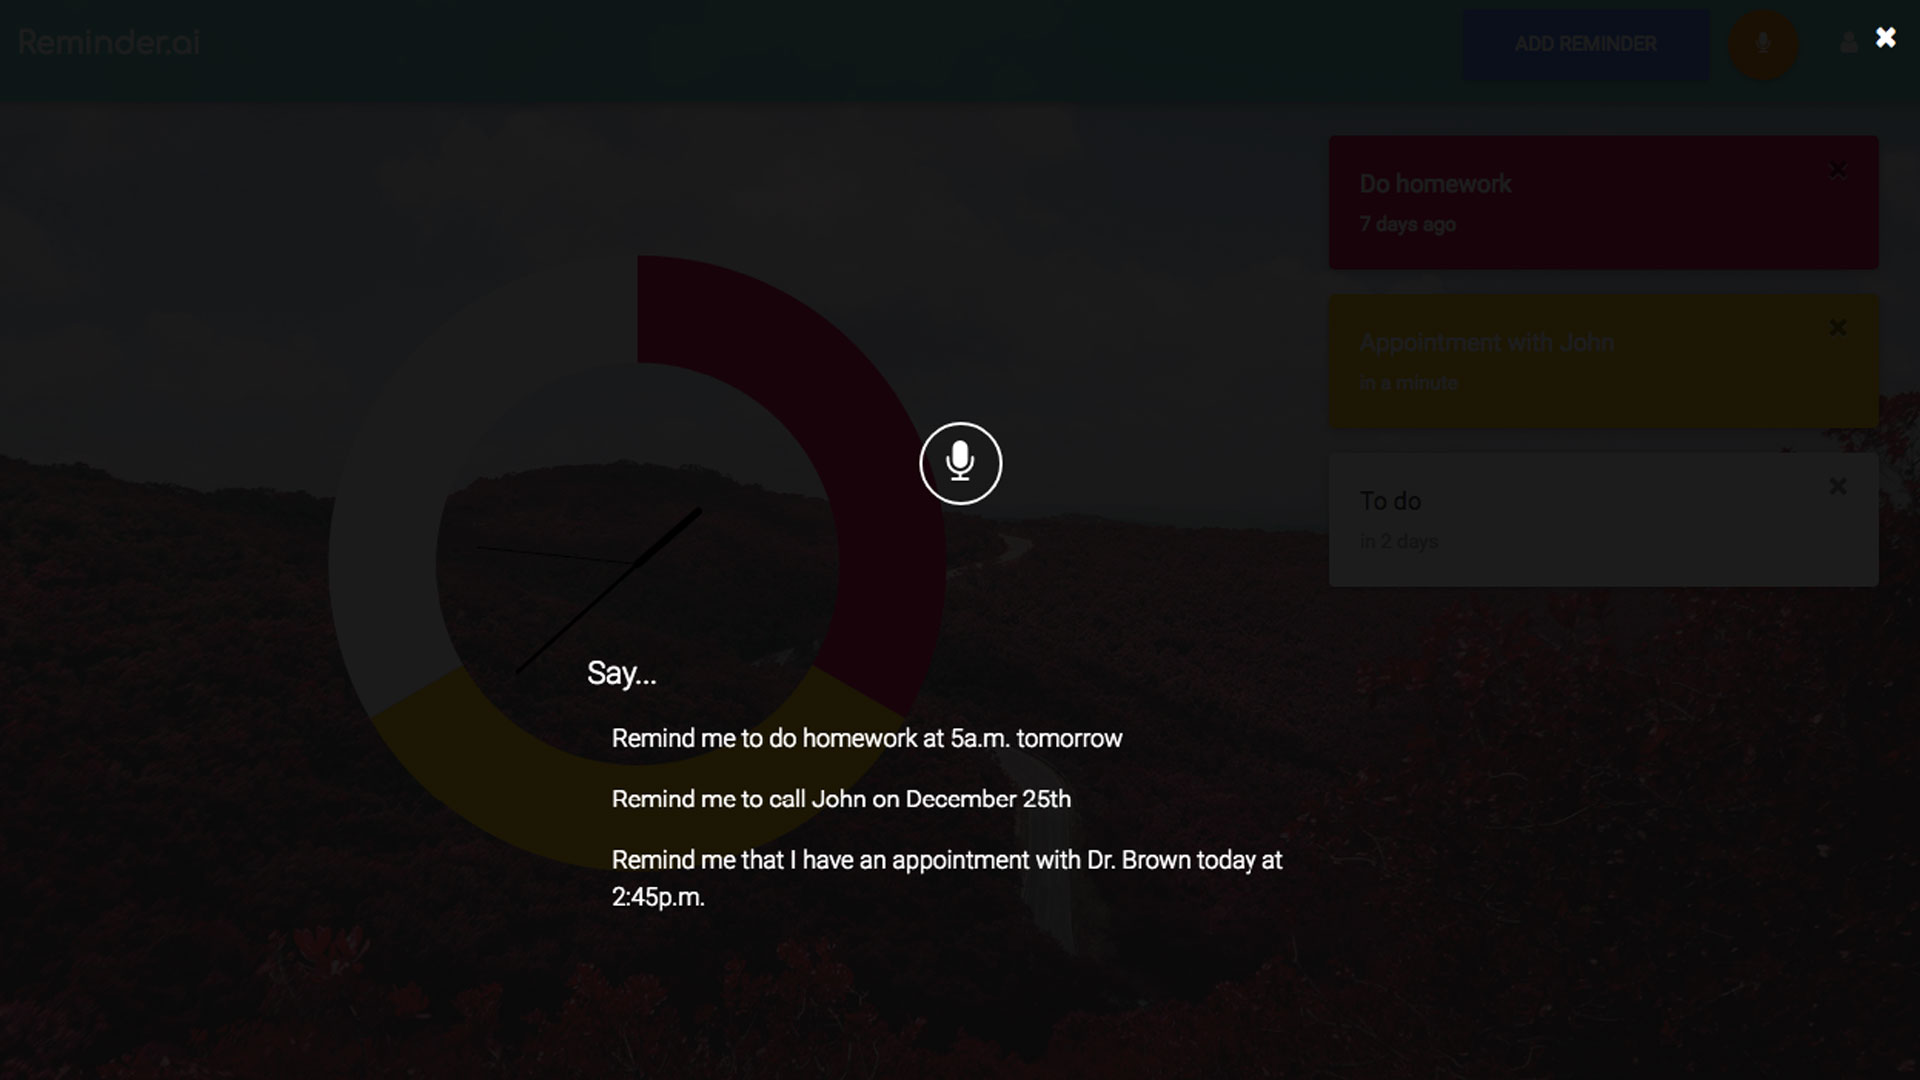 Reminder.ai
ADD REMINDER
Do homework
7 days ago
Appointment with John
in a minute
To do
in 2 days
Say...
Remind me to do homework at 5a.m. tomorrow
Remind me to call John on December 25th
Remind me that I have an appointment with Dr. Brown today at
2:45p.m.